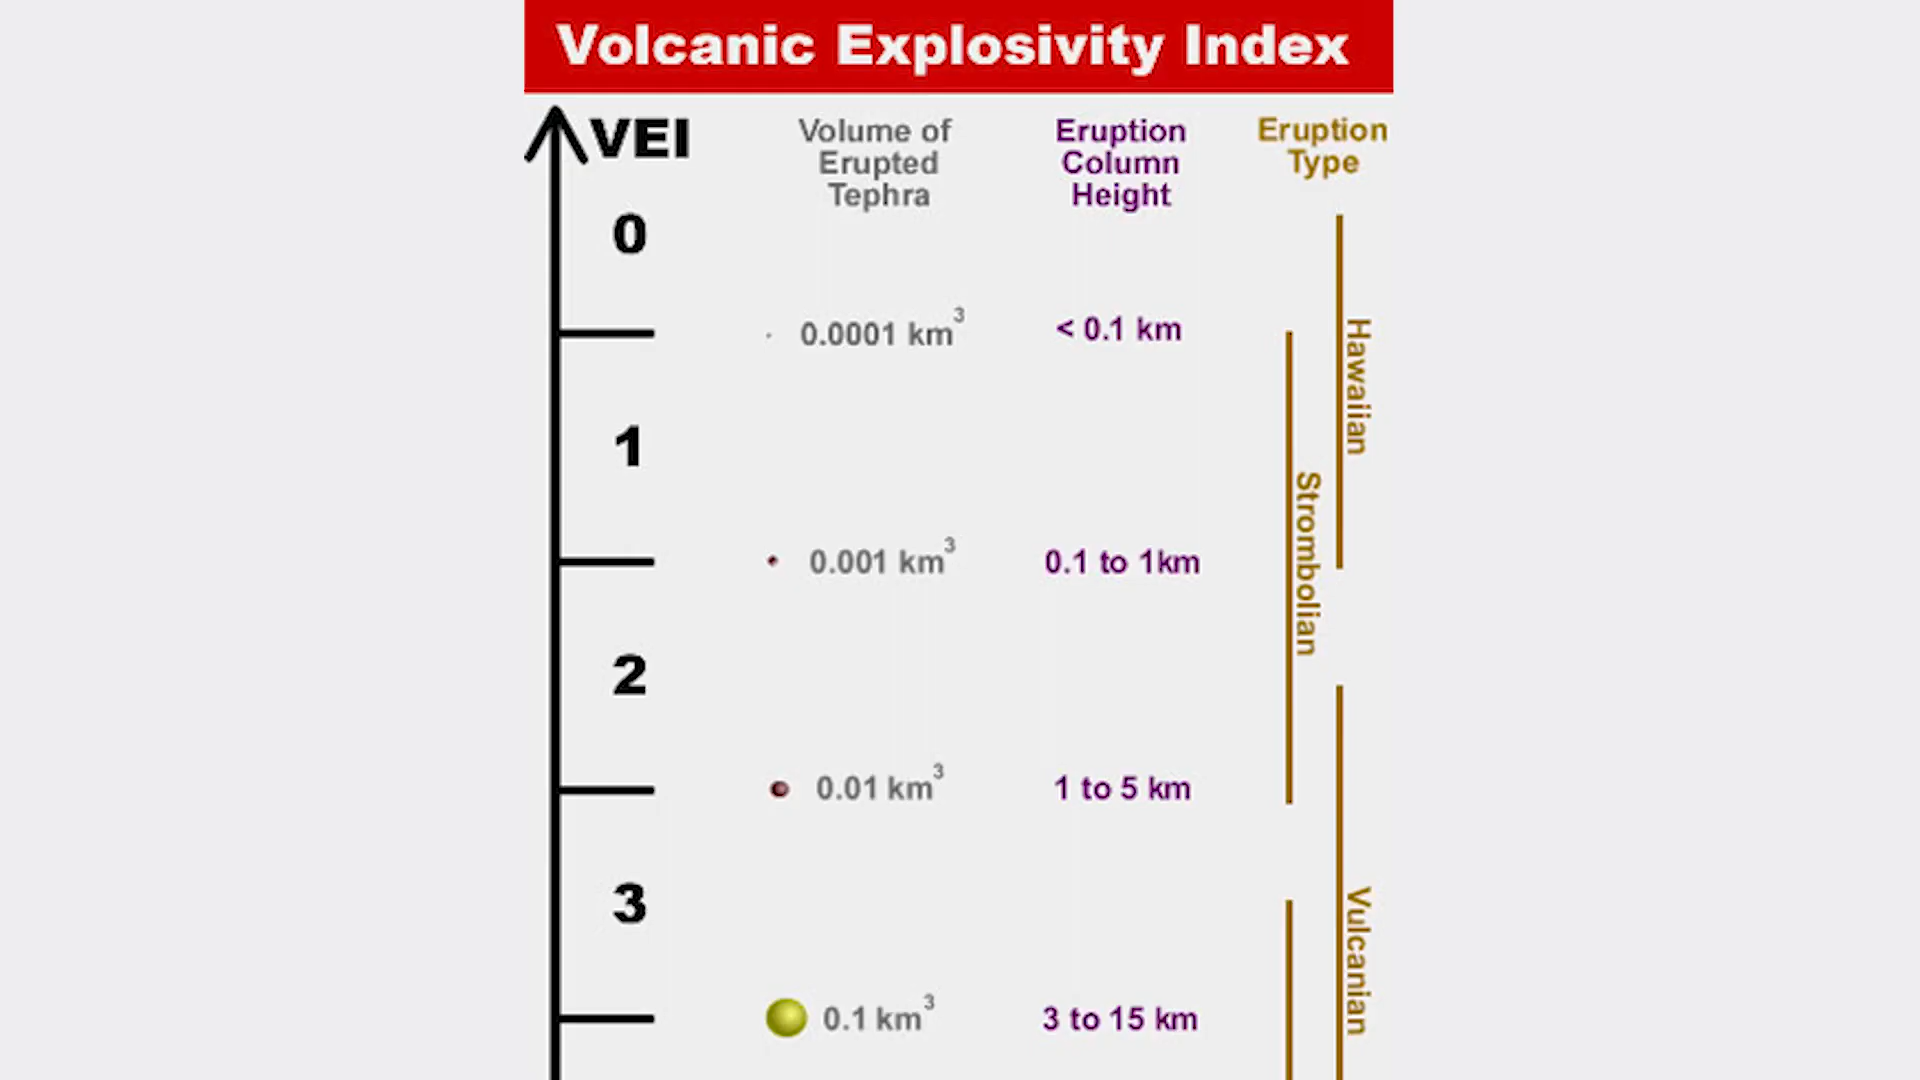 Volcanic Explosivity Index
VEI
Volume of
Erupted
Tephra
Eruption
Column
Height
Eruption
Type
0
0.0001 km³
< 0.1 km
Hawaiian
1
Strombolian
0.001 km³
0.1 to 1km
2
0.01 km³
1 to 5 km
3
Vulcanian
0.1 km³
3 to 15 km